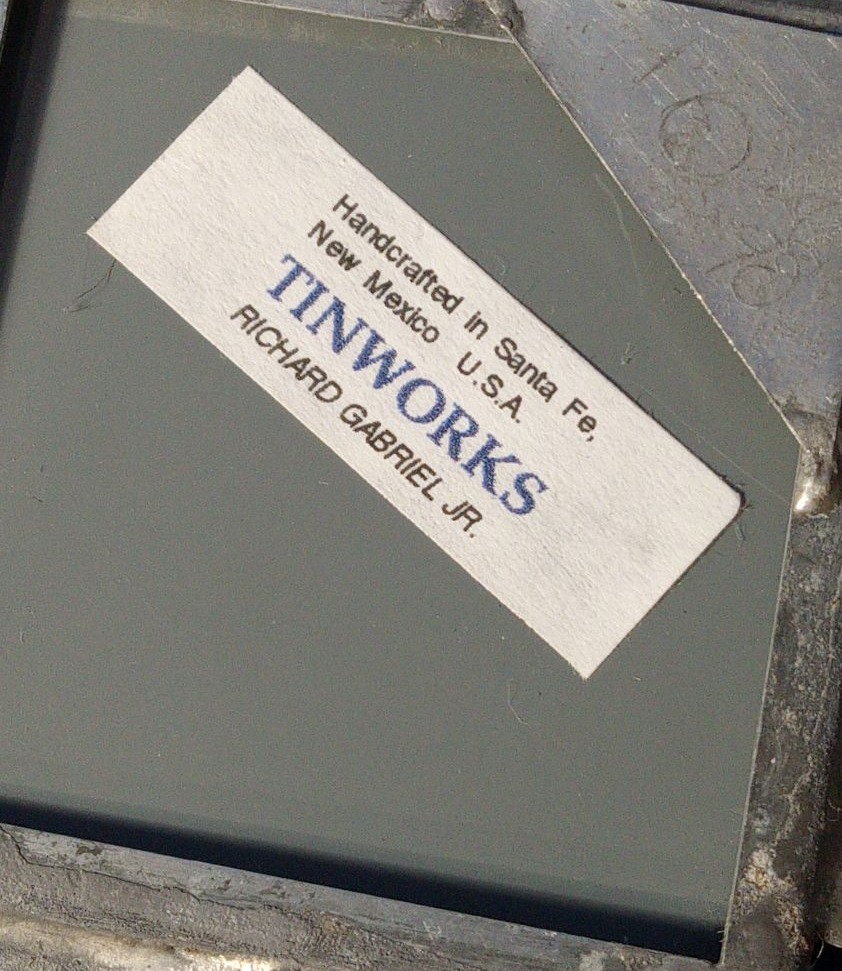 Handcrafted in Santa Fe,
New Mexico U.S.A.
TINWORKS
RICHARD GABRIEL JR.